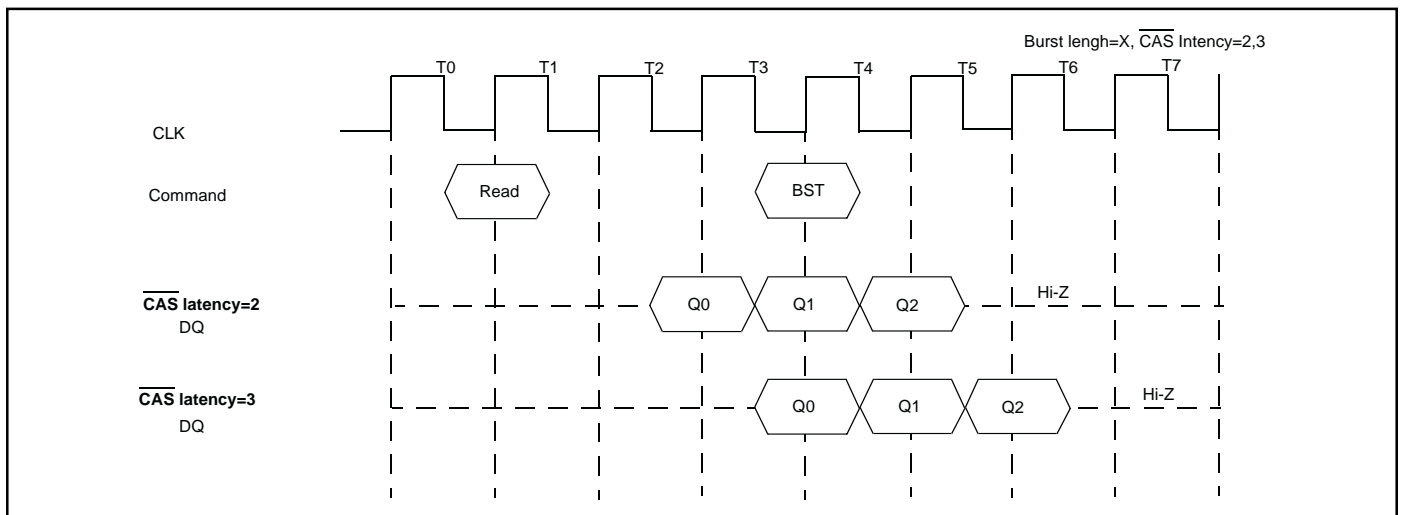 Burst lengh=X, CAS Intency=2,3
T0 T1 T2 T3 T4 T5 T6 T7
CLK
Command
Read
BST
CAS latency=2
DQ
Q0 Q1 Q2
Hi-Z
CAS latency=3
DQ
Q0 Q1 Q2
Hi-Z